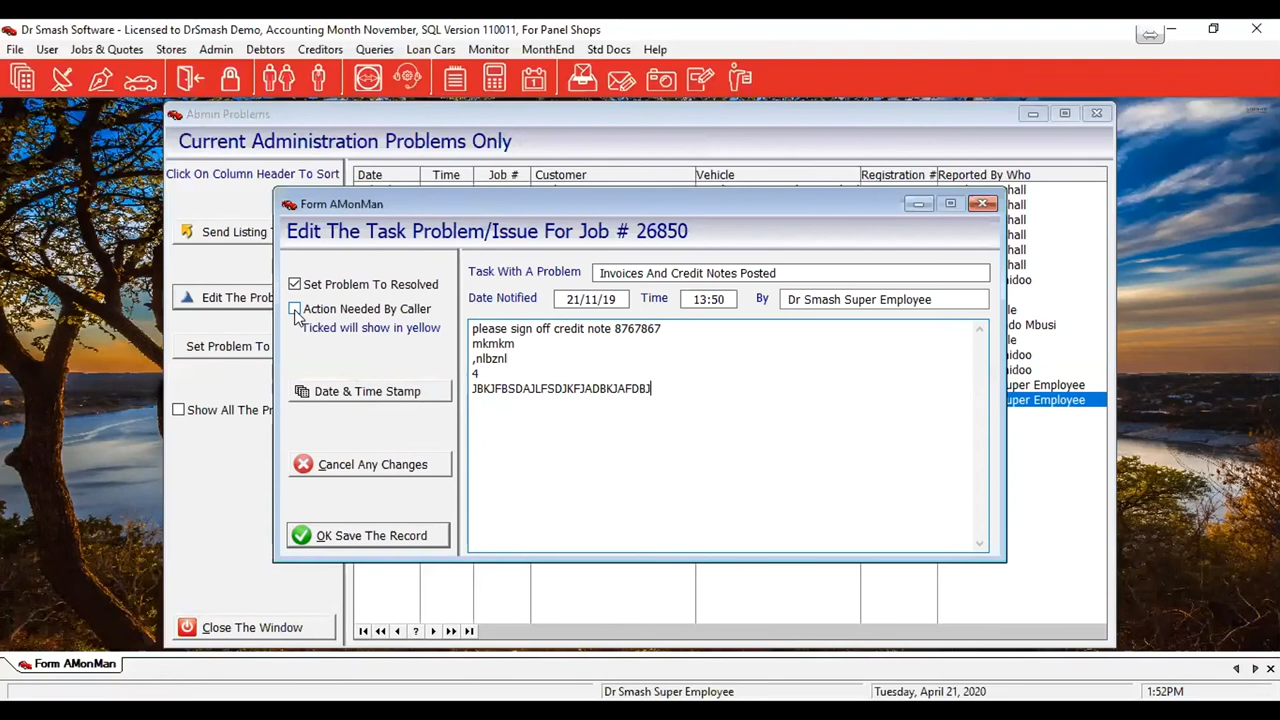 Dr Smash Software - Licensed to DrSmash Demo, Accounting Month November, SQL Version 110011, For Panel Shops
File User Jobs & Quotes Stores Admin Debtors Creditors Queries Loan Cars Monitor MonthEnd Std Docs Help
Abmin Problems
Current Administration Problems Only
Click On Column Header To Sort
Date Time Job # Customer Vehicle Registration # Reported By Who
hall
hall
hall
hall
hall
hall
idoo
le
do Mbusi
le
idoo
uper Employee
uper Employee
Send Listing
Edit The Prob
Set Problem To
Show All The Pr
Close The Window
Form AMonMan
Edit The Task Problem/Issue For Job # 26850
Set Problem To Resolved
Action Needed By Caller
Ticked will show in yellow
Date & Time Stamp
Cancel Any Changes
OK Save The Record
Task With A Problem Invoices And Credit Notes Posted
Date Notified 21/11/19 Time 13:50 By Dr Smash Super Employee
please sign off credit note 8767867
mkmkm
,nlbznl
4
JBKJFBSDAJLFSDJKFJADBKJAFDBJ
Form AMonMan
Dr Smash Super Employee Tuesday, April 21, 2020 1:52PM